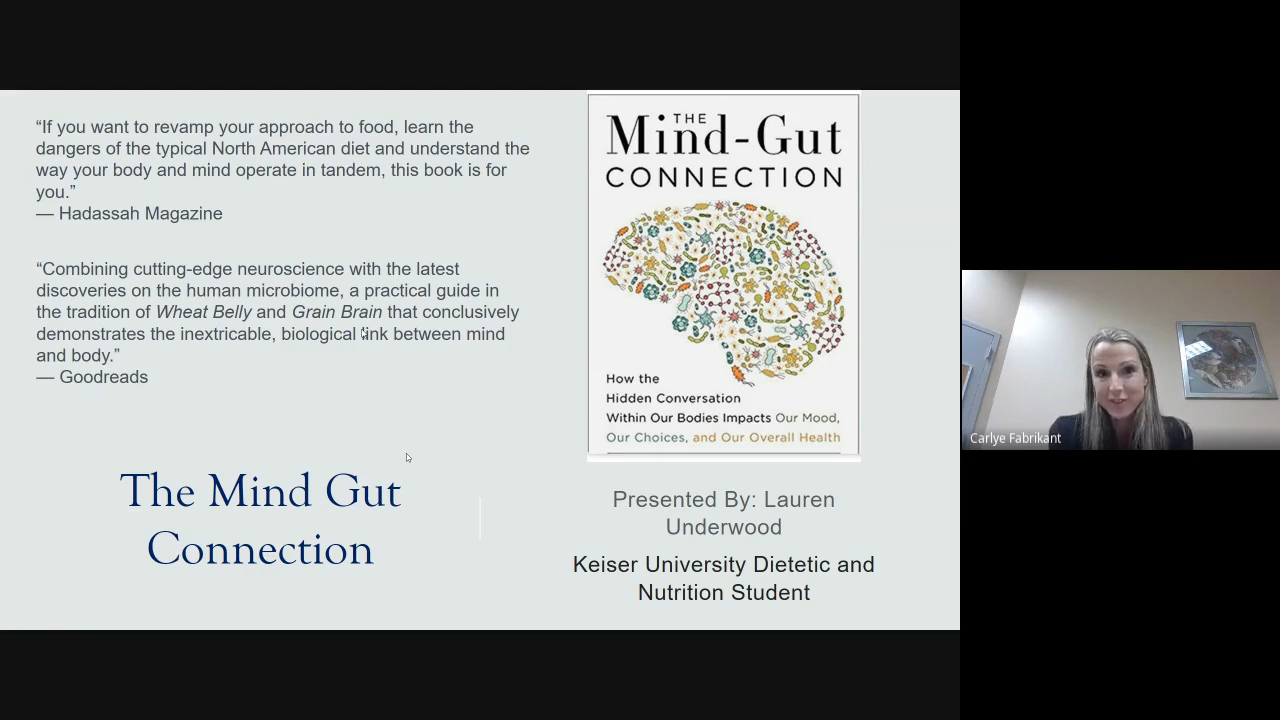 “If you want to revamp your approach to food, learn the
dangers of the typical North American diet and understand the
way your body and mind operate in tandem, this book is for
you.”
— Hadassah Magazine
“Combining cutting-edge neuroscience with the latest
discoveries on the human microbiome, a practical guide in
the tradition of Wheat Belly and Grain Brain that conclusively
demonstrates the inextricable, biological link between mind
and body.”
— Goodreads
The Mind Gut
Connection
THE
Mind-Gut
CONNECTION
How the
Hidden Conversation
Within Our Bodies Impacts Our Mood,
Our Choices, and Our Overall Health
Presented By: Lauren
Underwood
Keiser University Dietetic and
Nutrition Student
Carlye Fabrikant